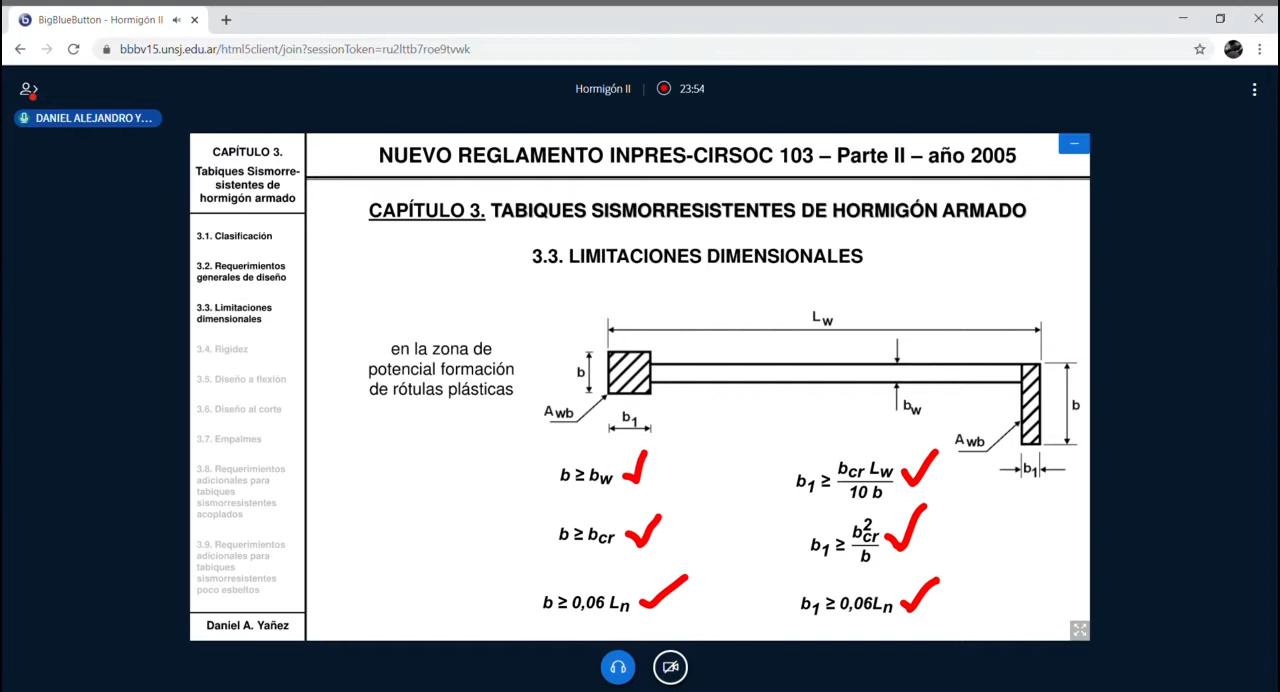 BigBlueButton - Hormigón II
bbbv15.unsj.edu.ar/html5client/join?sessionToken=ru2lttb7roe9tvwk
Hormigón II
23:54
DANIEL ALEJANDRO Y...
CAPÍTULO 3.
Tabiques Sismorre-
sistentes de
hormigón armado
3.1. Clasificación
3.2. Requerimientos
generales de diseño
3.3. Limitaciones
dimensionales
3.4. Rigidez
3.5. Diseño a flexión
3.6. Diseño al corte
3.7. Empalmes
3.8. Requerimientos
adicionales para
tabiques
sismorresistentes
acoplados
3.9. Requerimientos
adicionales para
tabiques
sismorresistentes
poco esbeltos
Daniel A. Yañez
NUEVO REGLAMENTO INPRES-CIRSOC 103 – Parte II – año 2005
CAPÍTULO 3. TABIQUES SISMORRESISTENTES DE HORMIGÓN ARMADO
3.3. LIMITACIONES DIMENSIONALES
en la zona de
potencial formación
de rótulas plásticas
Lw
b
Awb
b1
bw
b
Awb
b1
b ≥ bw
b1 ≥ bcr Lw / 10 b
b ≥ bcr
b1 ≥ bcr² / b
b ≥ 0,06 Ln
b1 ≥ 0,06Ln